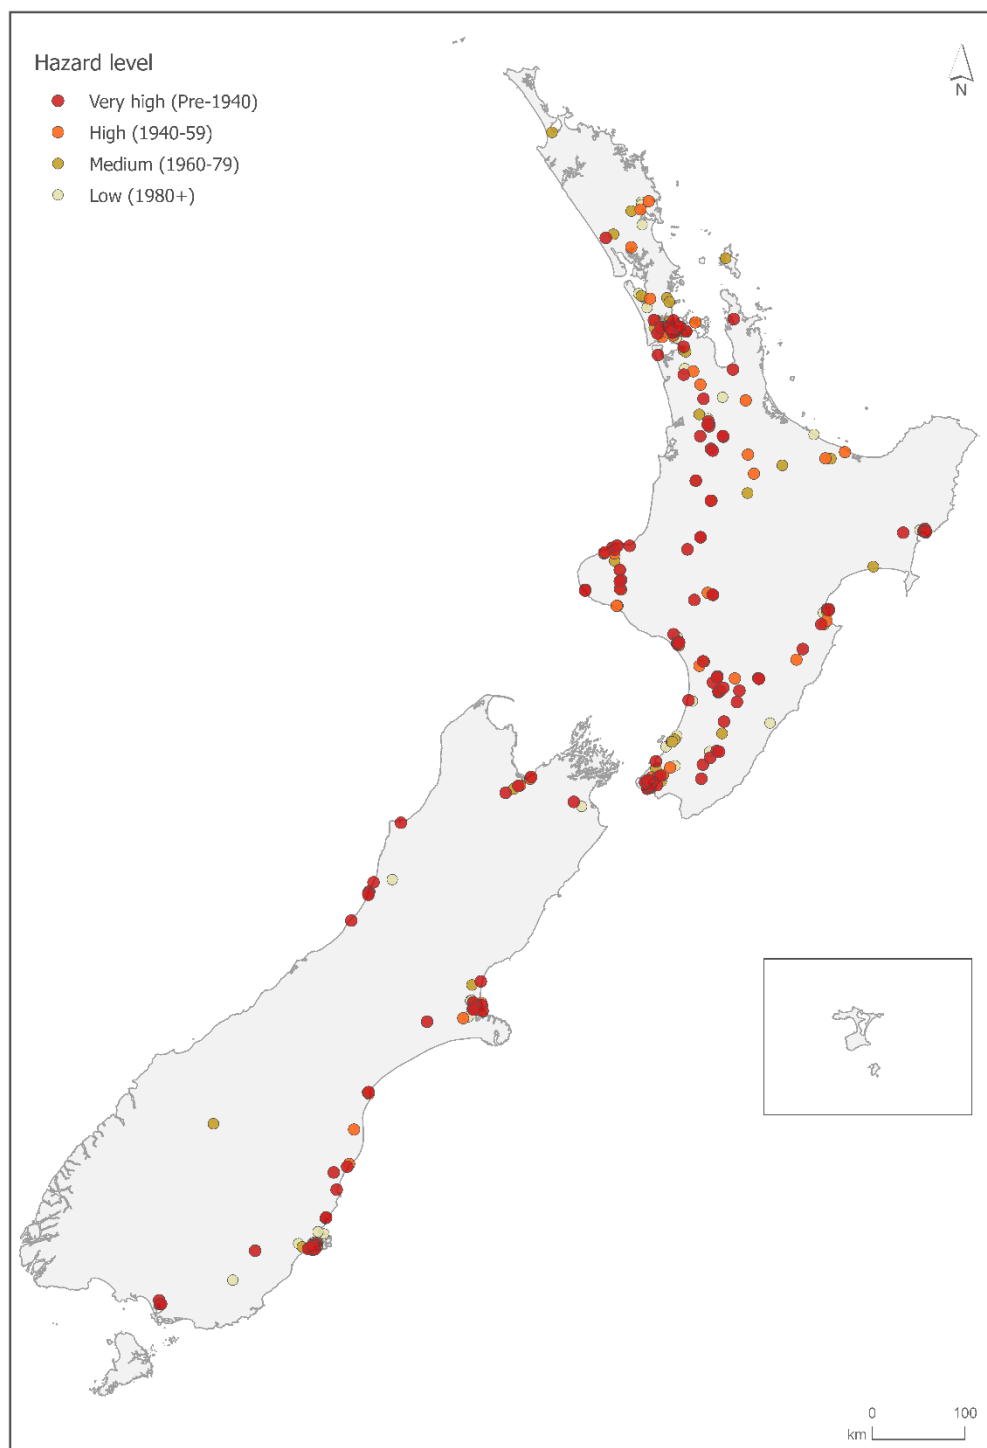 Hazard level
Very high (Pre-1940)
High (1940-59)
Medium (1960-79)
Low (1980+)
N
0 100
km